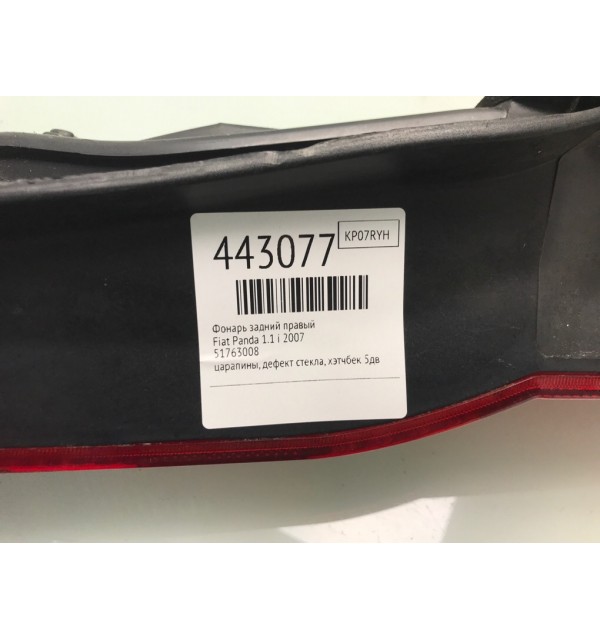 443077 KP07RYH
Фонарь задний правый
Fiat Panda 1.1 i 2007
51763008
царапины, дефект стекла, хэтчбек 5дв